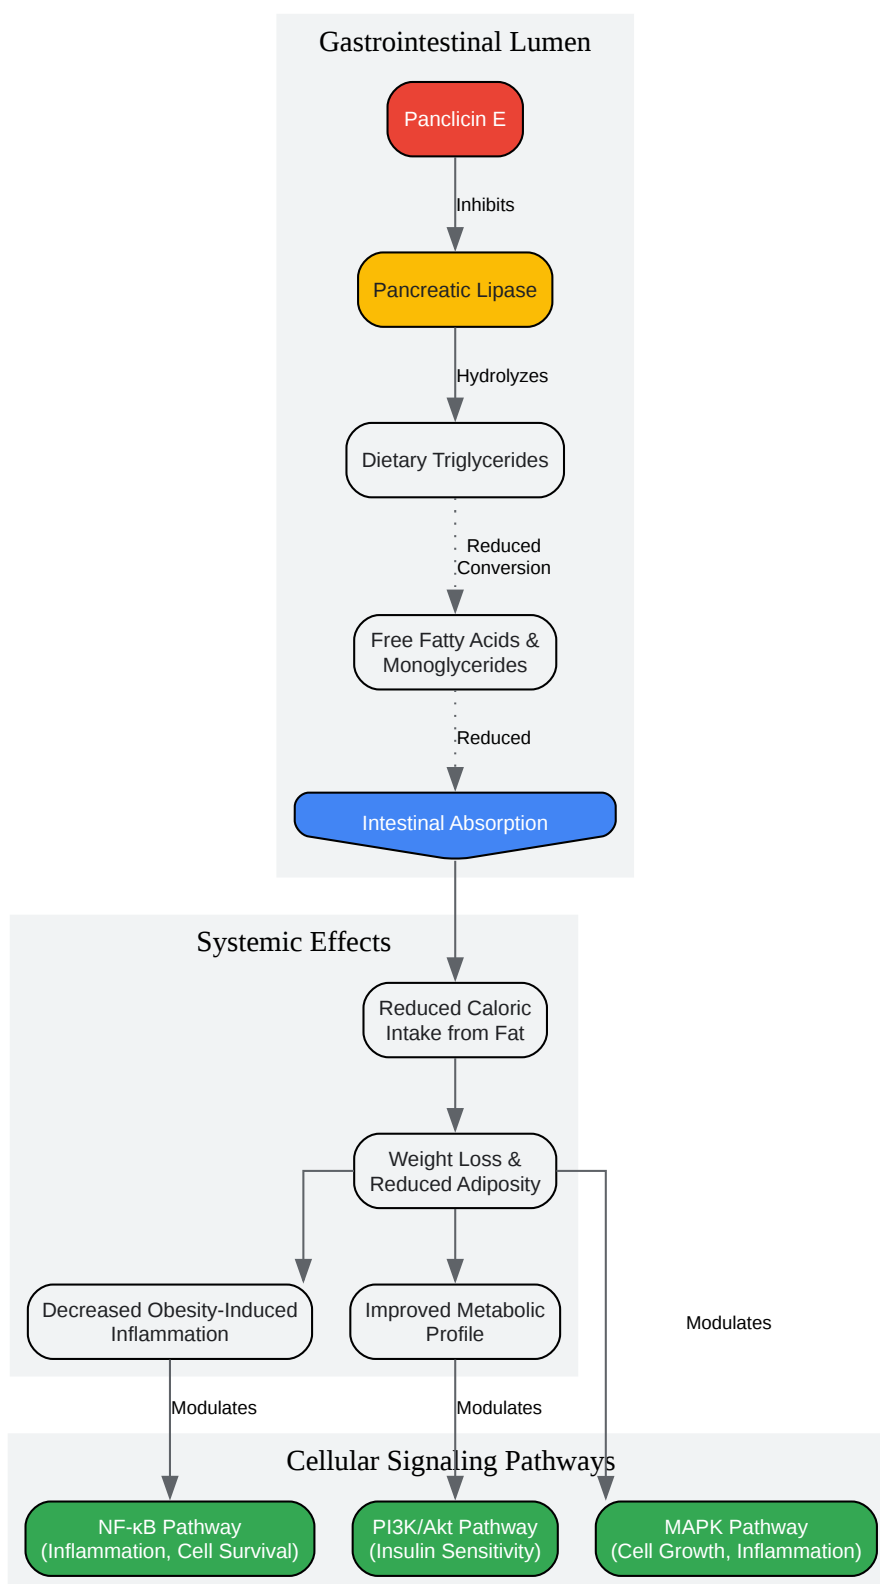 Gastrointestinal Lumen
Panclicin E
Inhibits
Pancreatic Lipase
Hydrolyzes
Dietary Triglycerides
Reduced
Conversion
Free Fatty Acids &
Monoglycerides
Reduced
Intestinal Absorption
Systemic Effects
Reduced Caloric
Intake from Fat
Weight Loss &
Reduced Adiposity
Decreased Obesity-Induced
Inflammation
Improved Metabolic
Profile
Modulates
Modulates
Modulates
Cellular Signaling Pathways
NF-κB Pathway
(Inflammation, Cell Survival)
PI3K/Akt Pathway
(Insulin Sensitivity)
MAPK Pathway
(Cell Growth, Inflammation)